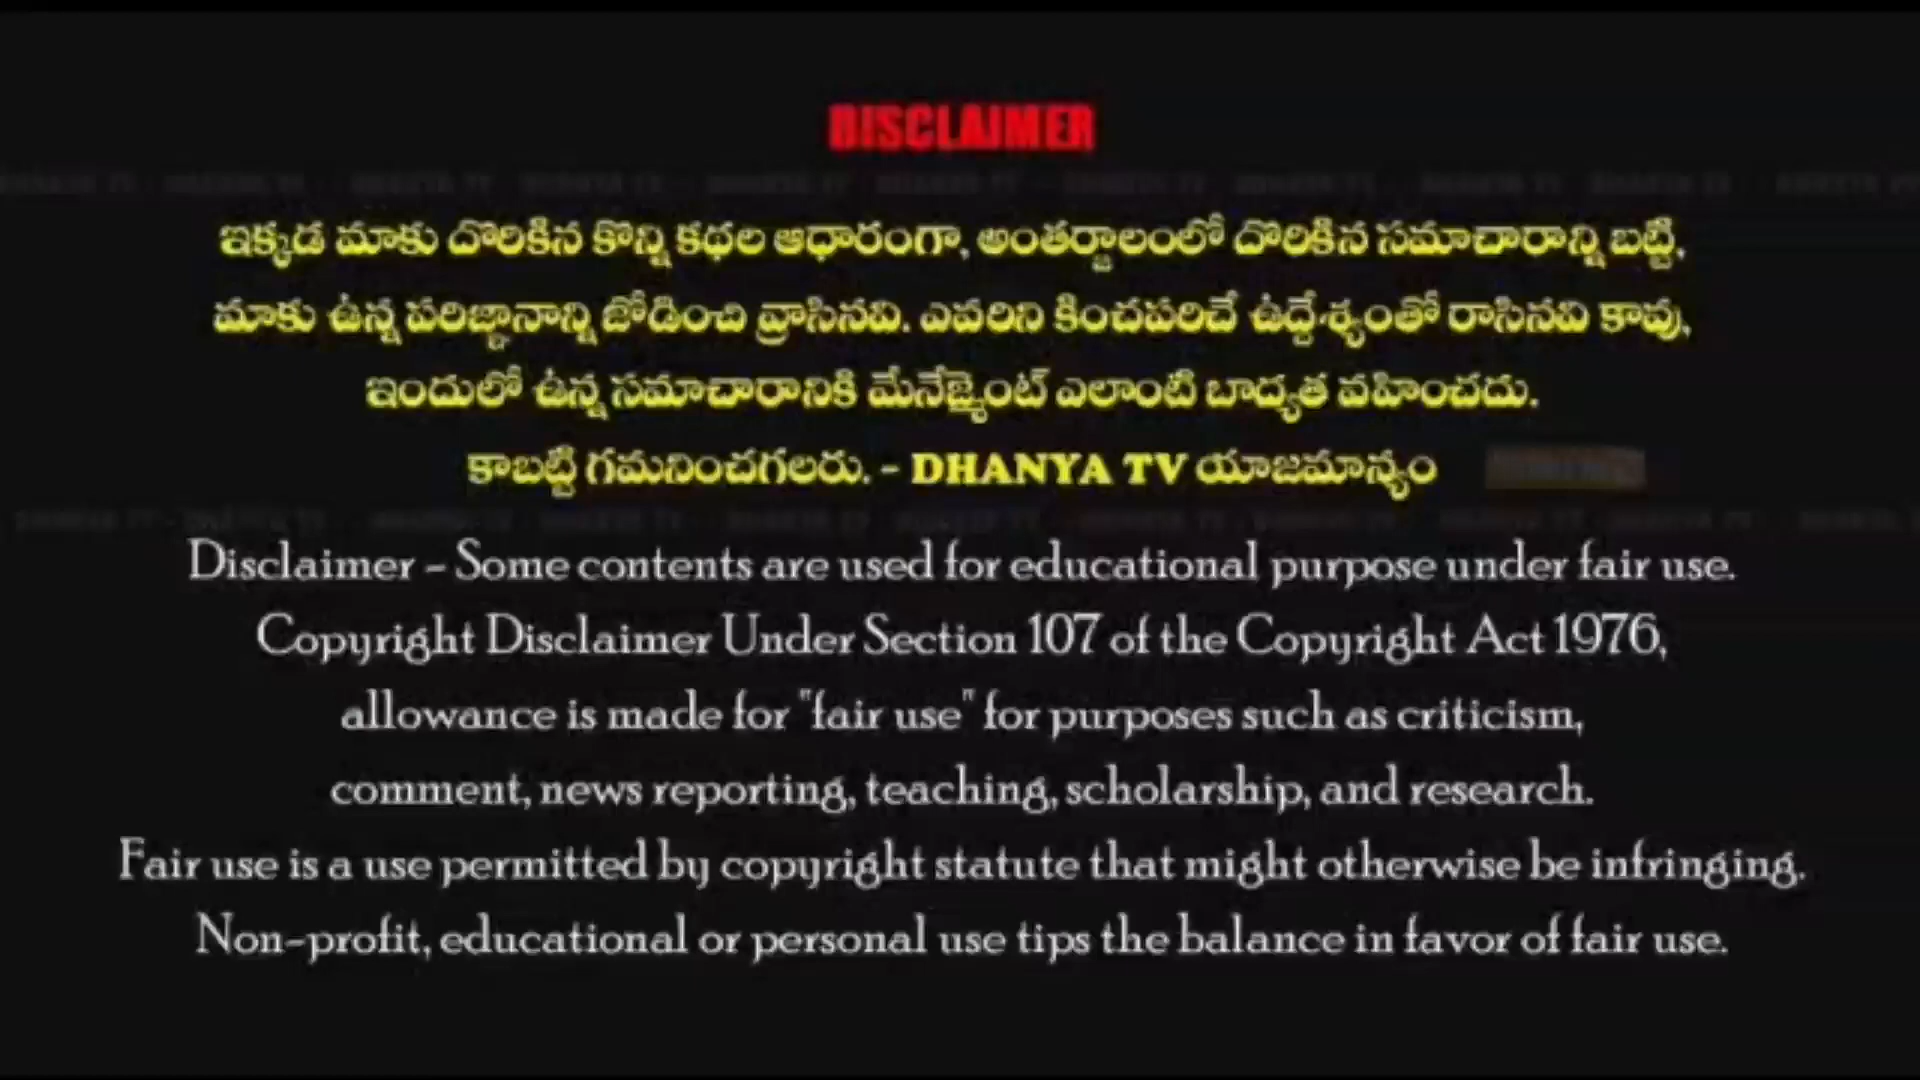 DISCLAIMER
ఇక్కడ మాకు దొరికిన కొన్ని కథల ఆధారంగా, అంతర్జాలంలో దొరికిన సమాచారాన్ని బట్టి,
మాకు ఉన్న పరిజ్ఞానాన్ని జోడించి వ్రాసినవి. ఎవరిని కించపరిచే ఉద్దేశ్యంతో రాసినవి కావు,
ఇందులో ఉన్న సమాచారానికి మేనేజ్మెంట్ ఎలాంటి బాద్యత వహించదు.
కాబట్టి గమనించగలరు. - DHANYA TV యాజమాన్యం
Disclaimer - Some contents are used for educational purpose under fair use.
Copyright Disclaimer Under Section 107 of the Copyright Act 1976,
allowance is made for "fair use" for purposes such as criticism,
comment, news reporting, teaching, scholarship, and research.
Fair use is a use permitted by copyright statute that might otherwise be infringing.
Non-profit, educational or personal use tips the balance in favor of fair use.